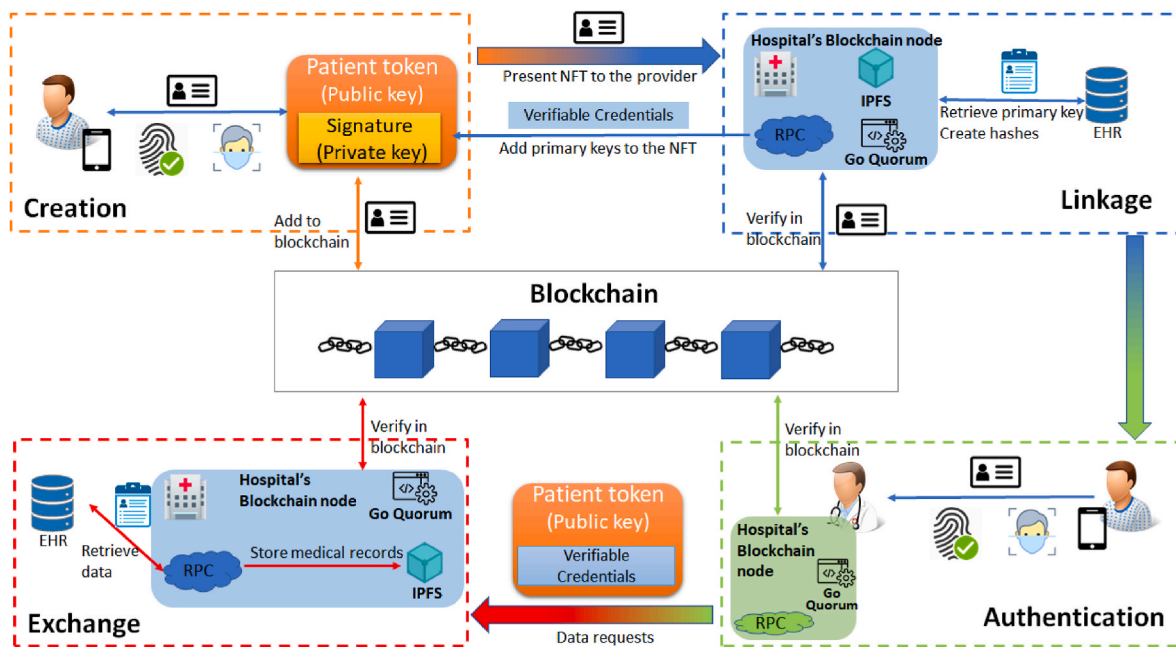 Patient token
(Public key)
Signature
(Private key)
Creation
Present NFT to the provider
Verifiable Credentials
Add primary keys to the NFT
Hospital's Blockchain node
IPFS
RPC
Go Quorum
Retrieve primary key
Create hashes
EHR
Linkage
Add to
blockchain
Verify in
blockchain
Blockchain
Verify in
blockchain
Verify in
blockchain
EHR
Retrieve
data
Hospital's
Blockchain node
Go Quorum
RPC
Store medical records
IPFS
Exchange
Patient token
(Public key)
Verifiable
Credentials
Data requests
Hospital's
Blockchain
node
Go
Quorum
RPC
Authentication